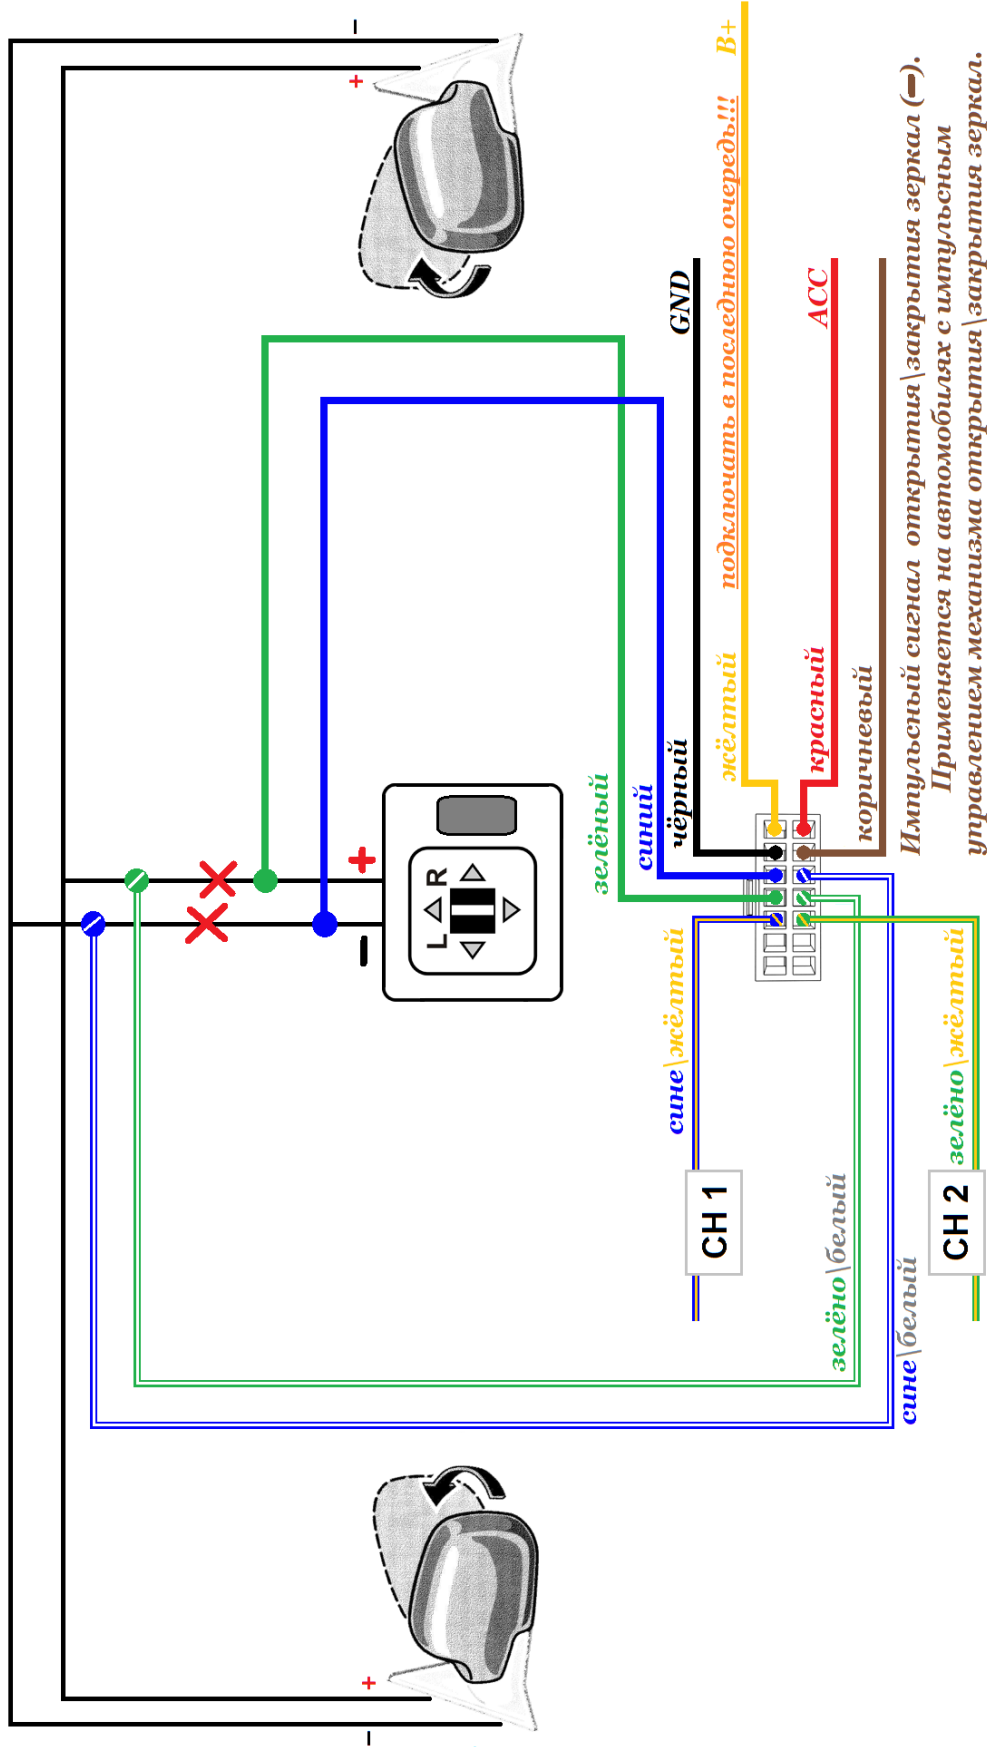 –
+
B+
подключать в последнюю очередь!!!
GND
ACC
зелёный
синий
чёрный
жёлтый
красный
коричневый
Импульсный сигнал открытия\закрытия зеркал (–).
Применяется на автомобилях с импульсным
управлением механизма открытия\закрытия зеркал.
+
–
L R
сине\жёлтый
зелёно\жёлтый
CH 1
CH 2
зелёно\белый
сине\белый
+
–